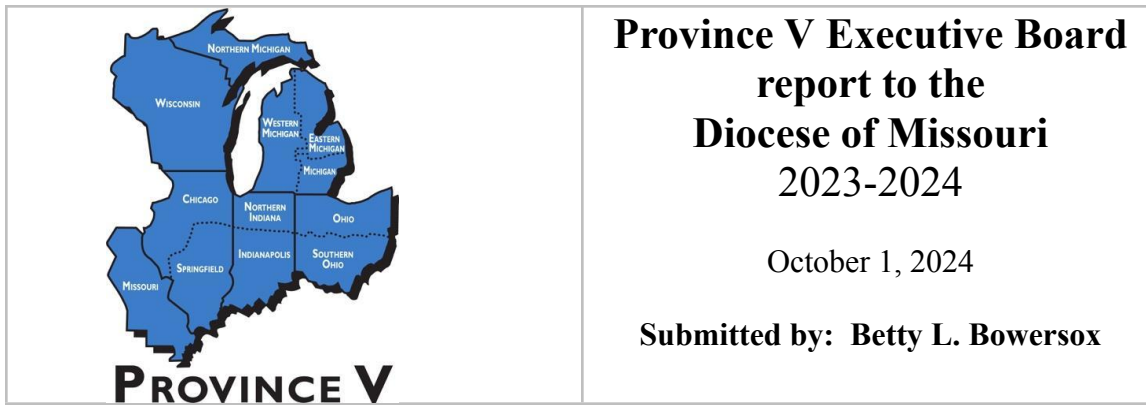 NORTHERN MICHIGAN
WISCONSIN
WESTERN
MICHIGAN
EASTERN
MICHIGAN
MICHIGAN
CHICAGO
NORTHERN
INDIANA
OHIO
MISSOURI
SPRINGFIELD
INDIANAPOLIS
SOUTHERN
OHIO
PROVINCE V
Province V Executive Board
report to the
Diocese of Missouri
2023-2024
October 1, 2024
Submitted by: Betty L. Bowersox